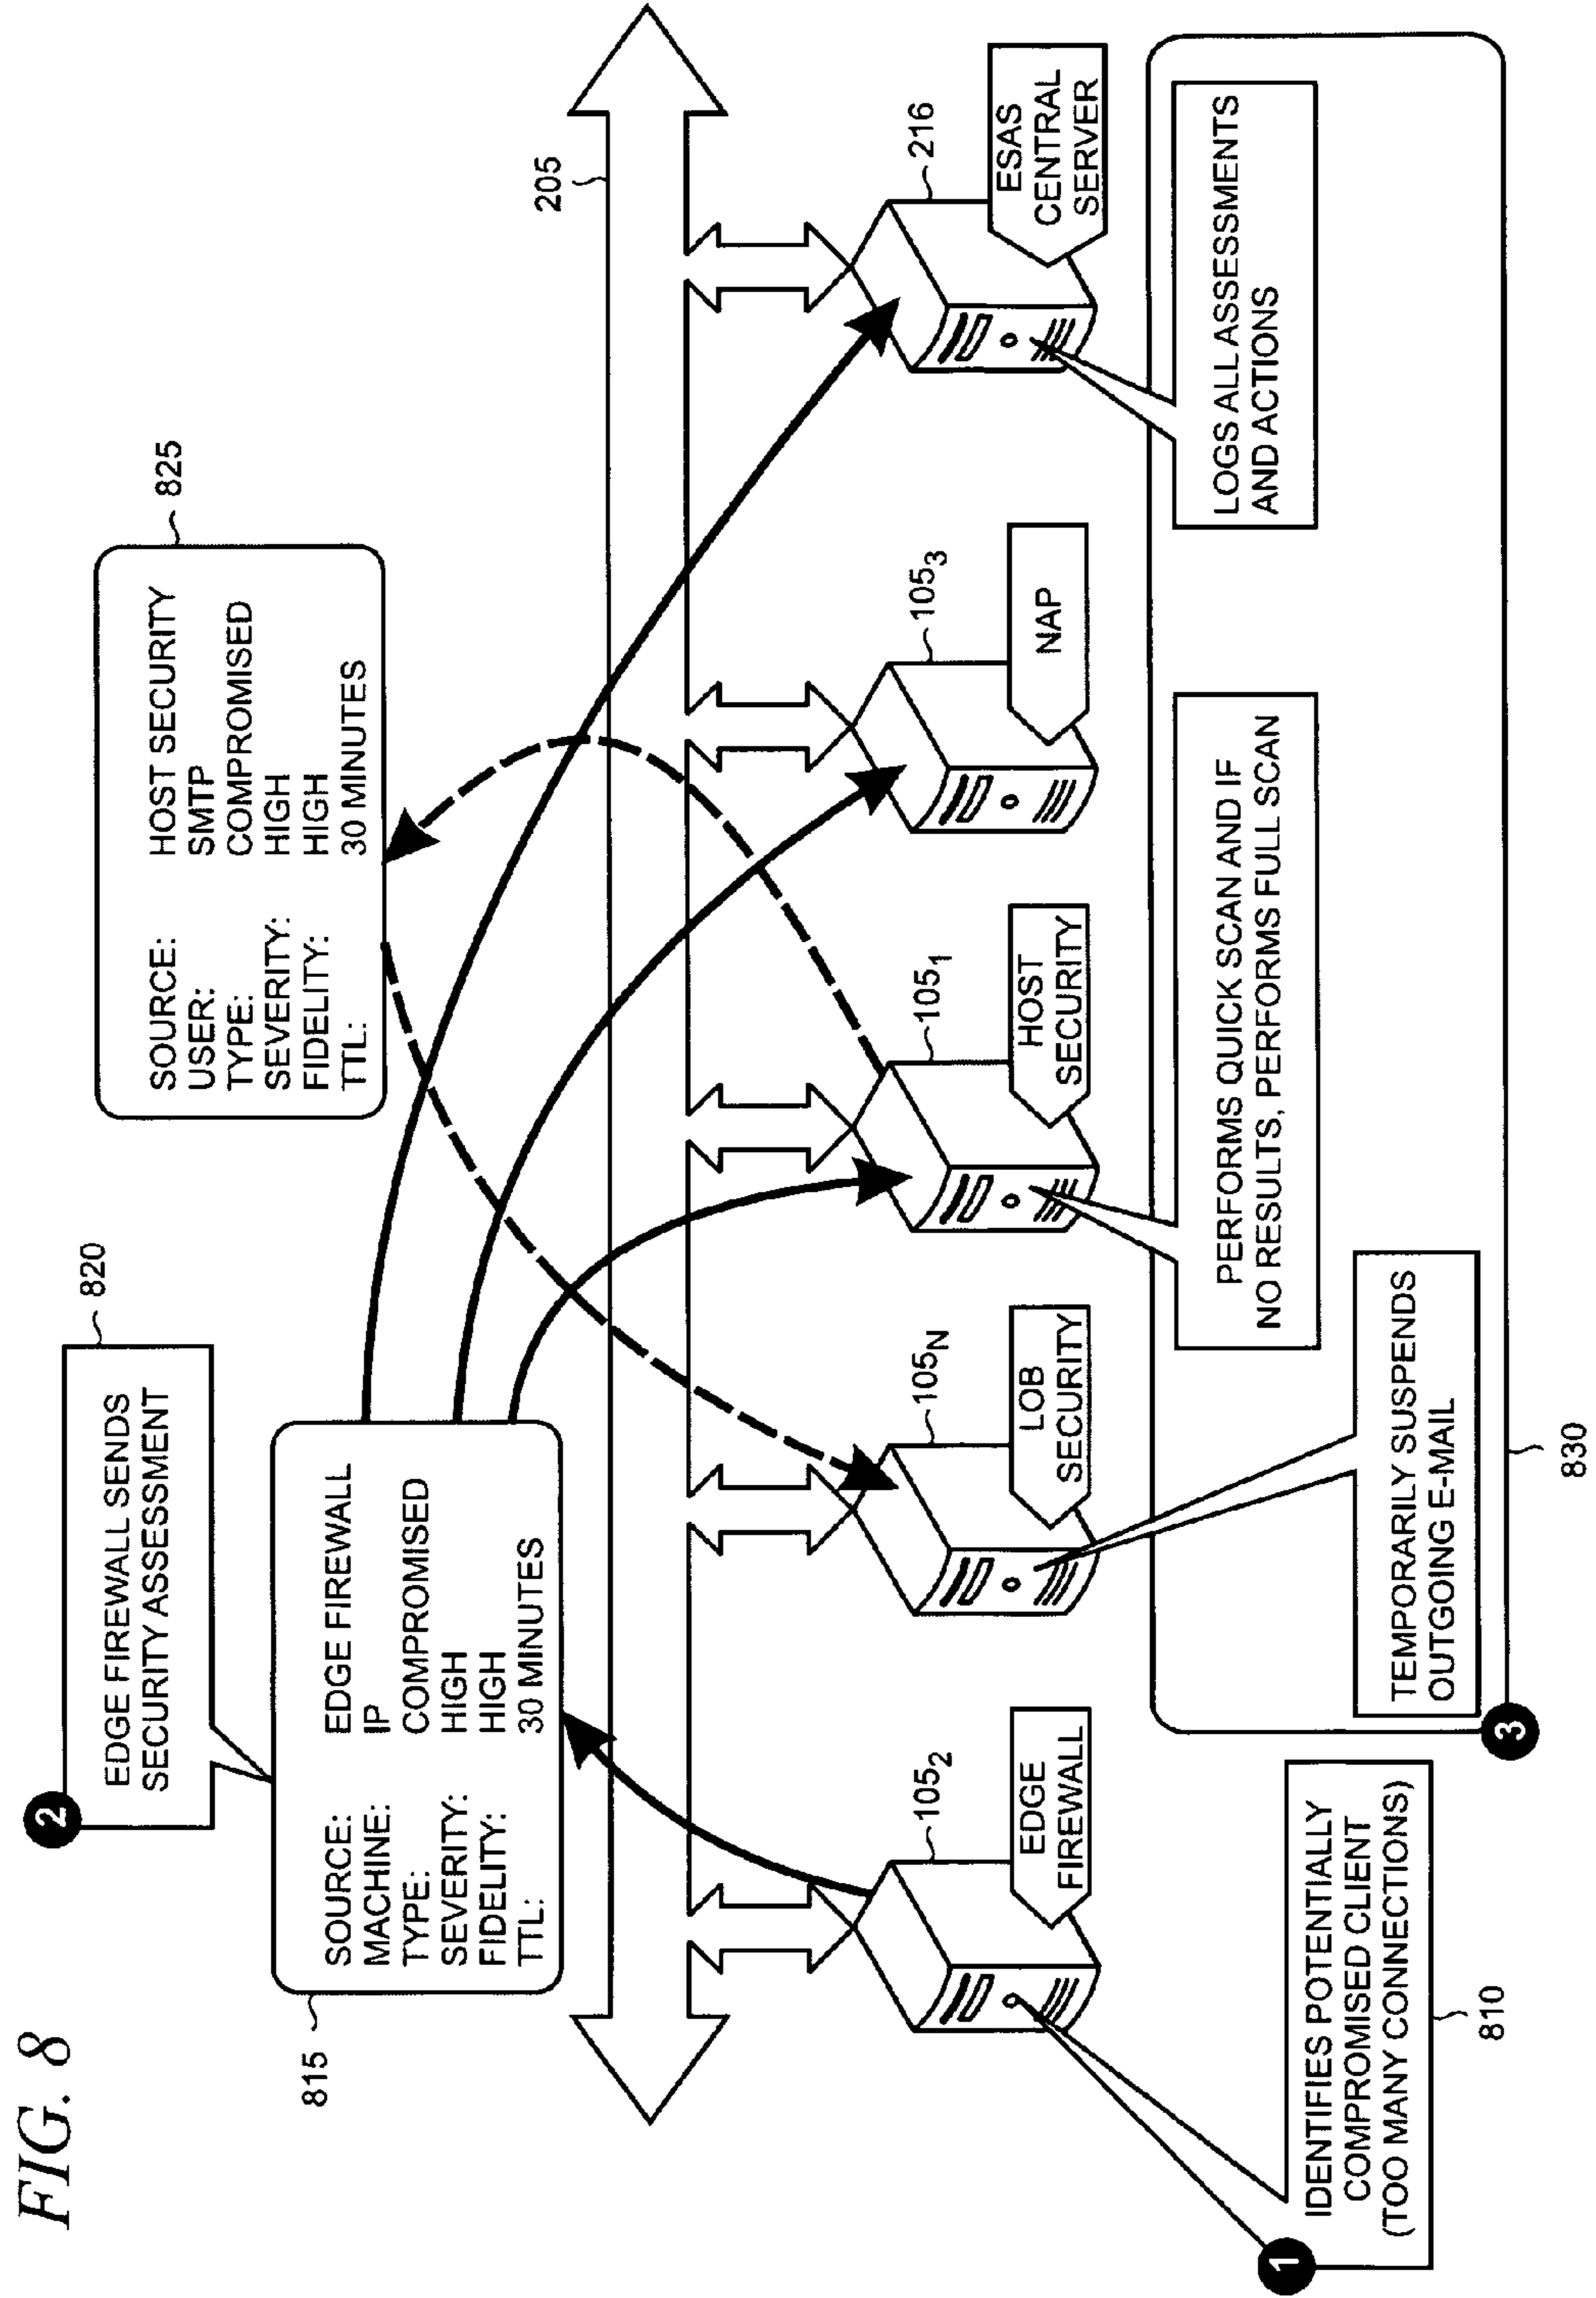 FIG. 8
2
EDGE FIREWALL SENDS
SECURITY ASSESSMENT
820
815
SOURCE: EDGE FIREWALL
MACHINE: IP
TYPE: COMPROMISED
SEVERITY: HIGH
FIDELITY: HIGH
TTL: 30 MINUTES
825
SOURCE: HOST SECURITY
USER: SMTP
TYPE: COMPROMISED
SEVERITY: HIGH
FIDELITY: HIGH
TTL: 30 MINUTES
205
105₂
EDGE
FIREWALL
105N
LOB
SECURITY
105₁
HOST
SECURITY
105₃
NAP
216
ESAS
CENTRAL
SERVER
1
IDENTIFIES POTENTIALLY
COMPROMISED CLIENT
(TOO MANY CONNECTIONS)
810
TEMPORARILY SUSPENDS
OUTGOING E-MAIL
PERFORMS QUICK SCAN AND IF
NO RESULTS, PERFORMS FULL SCAN
LOGS ALL ASSESSMENTS
AND ACTIONS
3
830